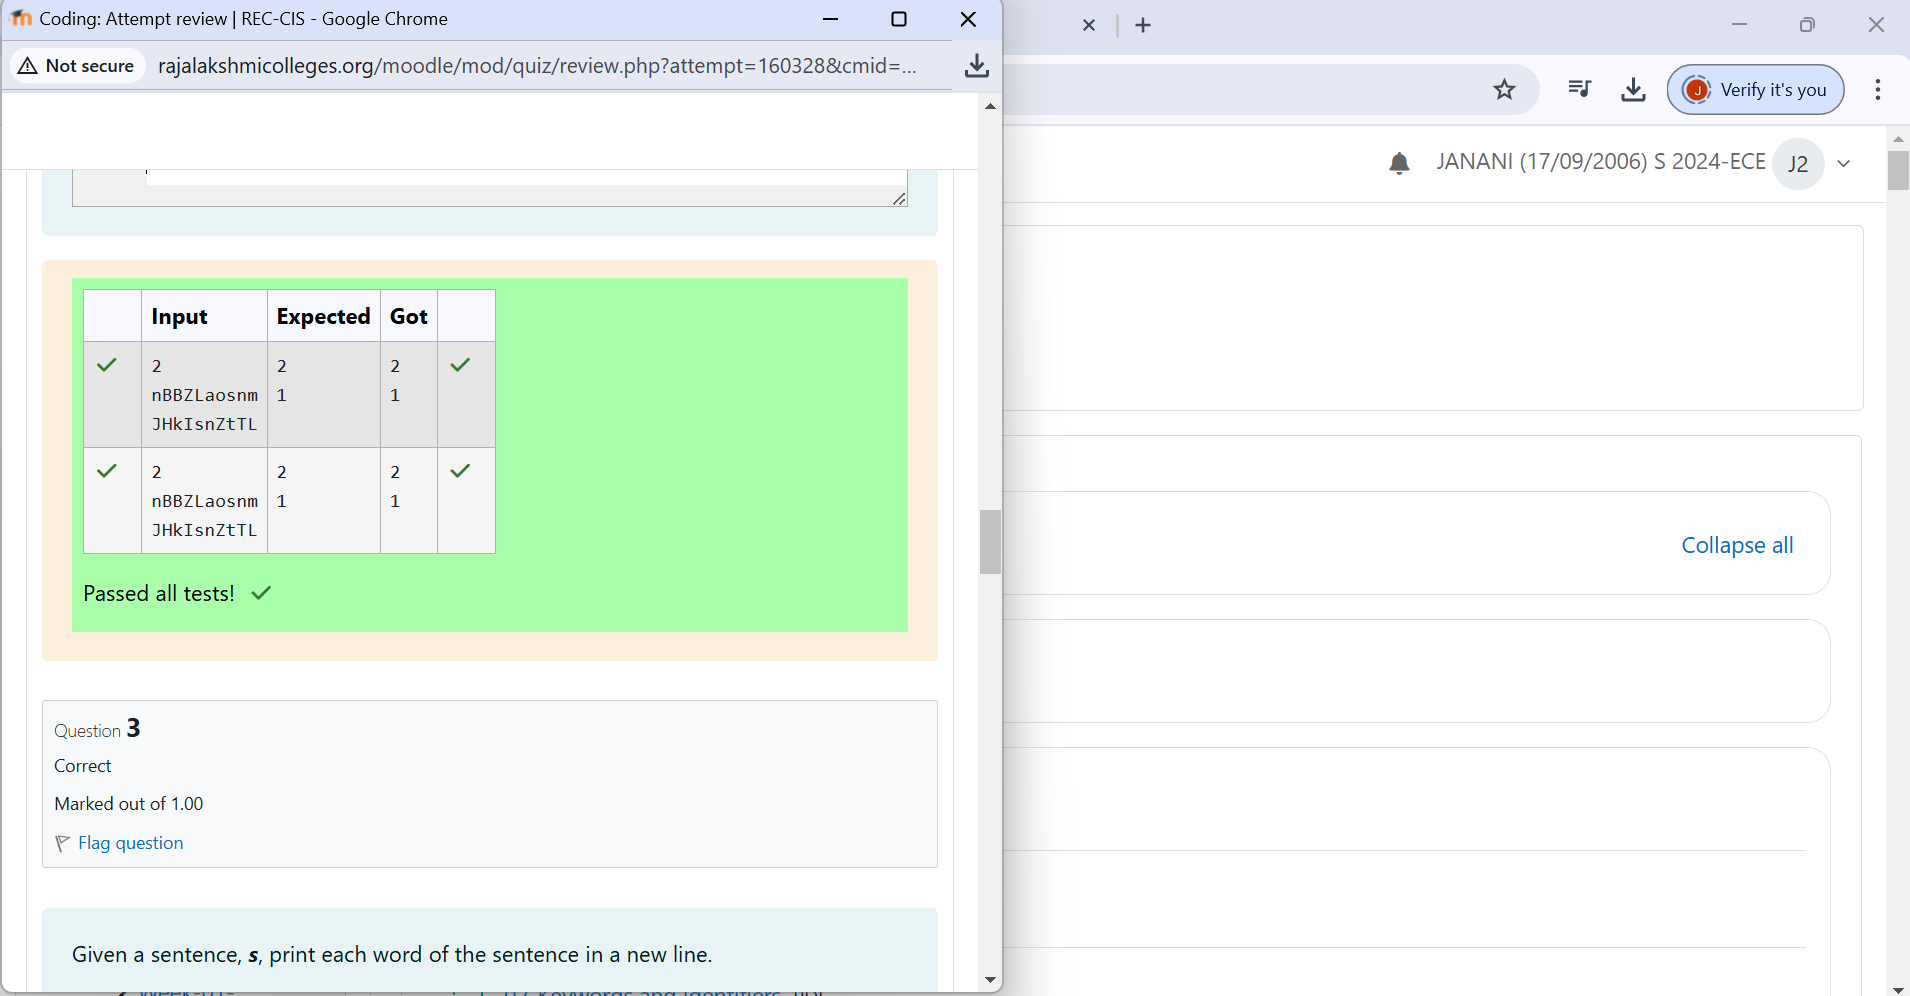 Coding: Attempt review | REC-CIS - Google Chrome
Not secure
rajalakshmicolleges.org/moodle/mod/quiz/review.php?attempt=160328&cmid=...
Verify it's you
JANANI (17/09/2006) S 2024-ECE
J2
Input Expected Got
2 2 2
nBBZLaosnm 1 1
JHkIsnZtTL
2 2 2
nBBZLaosnm 1 1
JHkIsnZtTL
Passed all tests!
Collapse all
Question 3
Correct
Marked out of 1.00
Flag question
Given a sentence, s, print each word of the sentence in a new line.